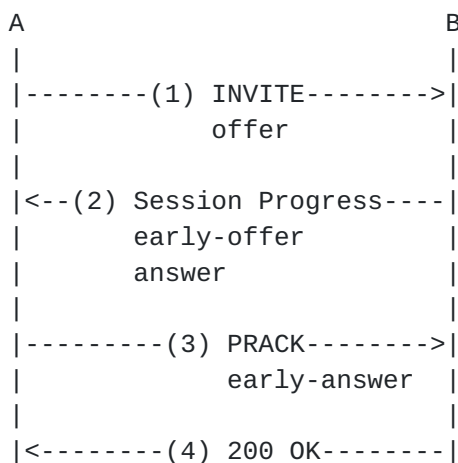 A                               B
|                               |
|--------(1) INVITE-------->|
|            offer              |
|                               |
|<--(2) Session Progress----|
|       early-offer             |
|       answer                  |
|                               |
|---------(3) PRACK-------->|
|             early-answer  |
|                               |
|<--------(4) 200 OK--------|